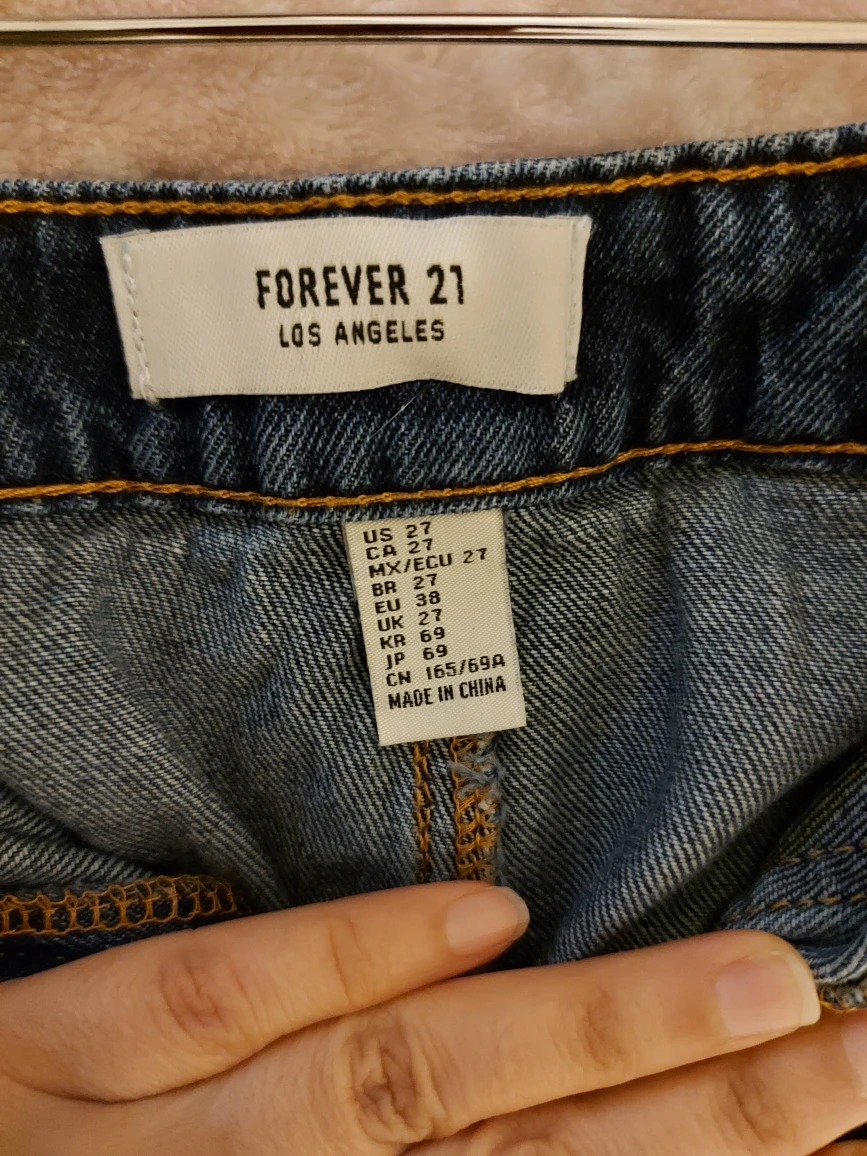 FOREVER 21
LOS ANGELES
US 27
CA 27
MX/ECU 27
BR 27
EU 38
UK 27
KR 69
JP 69
CN 165/69A
MADE IN CHINA